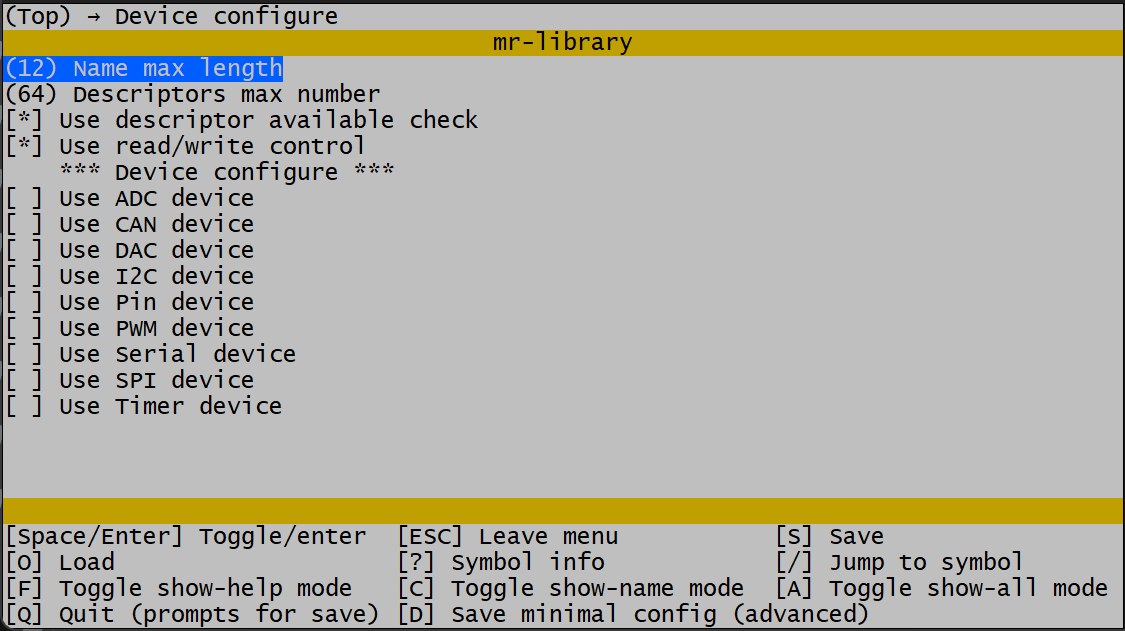 (Top) → Device configure
mr-library
(12) Name max length
(64) Descriptors max number
[*] Use descriptor available check
[*] Use read/write control
*** Device configure ***
[ ] Use ADC device
[ ] Use CAN device
[ ] Use DAC device
[ ] Use I2C device
[ ] Use Pin device
[ ] Use PWM device
[ ] Use Serial device
[ ] Use SPI device
[ ] Use Timer device
[Space/Enter] Toggle/enter [ESC] Leave menu [S] Save
[O] Load [?] Symbol info [/] Jump to symbol
[F] Toggle show-help mode [C] Toggle show-name mode [A] Toggle show-all mode
[Q] Quit (prompts for save) [D] Save minimal config (advanced)